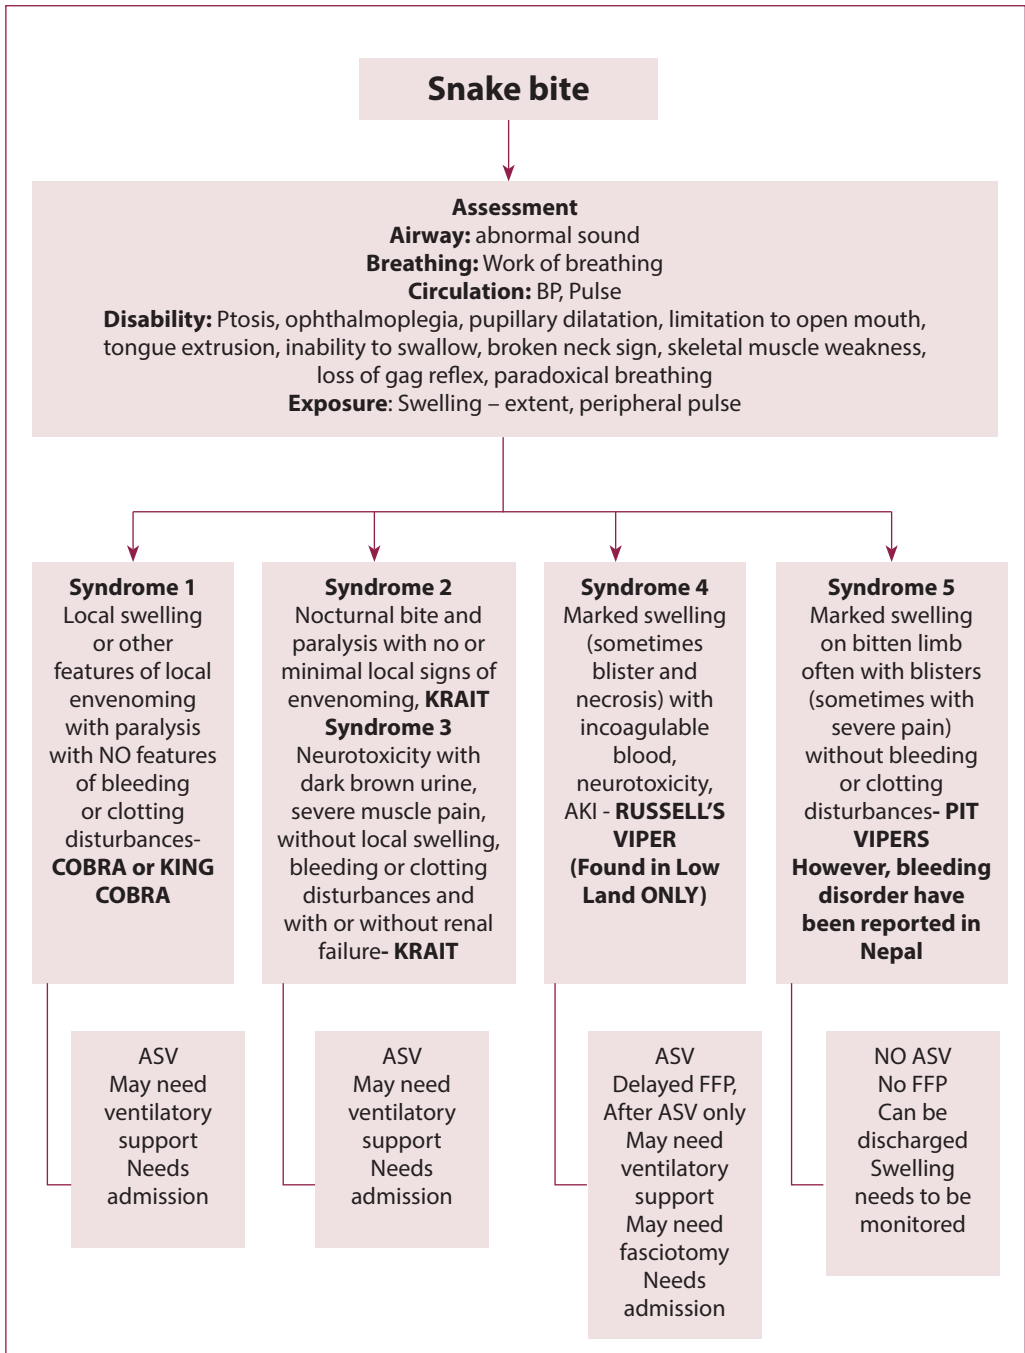 Snake bite
Assessment
Airway: abnormal sound
Breathing: Work of breathing
Circulation: BP, Pulse
Disability: Ptosis, ophthalmoplegia, pupillary dilatation, limitation to open mouth,
tongue extrusion, inability to swallow, broken neck sign, skeletal muscle weakness,
loss of gag reflex, paradoxical breathing
Exposure: Swelling – extent, peripheral pulse
Syndrome 1
Local swelling
or other
features of local
envenoming
with paralysis
with NO features
of bleeding
or clotting
disturbances-
COBRA or KING
COBRA
Syndrome 2
Nocturnal bite and
paralysis with no or
minimal local signs of
envenoming, KRAIT
Syndrome 3
Neurotoxicity with
dark brown urine,
severe muscle pain,
without local swelling,
bleeding or clotting
disturbances and
with or without renal
failure- KRAIT
Syndrome 4
Marked swelling
(sometimes
blister and
necrosis) with
incoagulable
blood,
neurotoxicity,
AKI - RUSSELL'S
VIPER
(Found in Low
Land ONLY)
Syndrome 5
Marked swelling
on bitten limb
often with blisters
(sometimes with
severe pain)
without bleeding
or clotting
disturbances- PIT
VIPERS
However, bleeding
disorder have
been reported in
Nepal
ASV
May need
ventilatory
support
Needs
admission
ASV
May need
ventilatory
support
Needs
admission
ASV
Delayed FFP,
After ASV only
May need
ventilatory
support
May need
fasciotomy
Needs
admission
NO ASV
No FFP
Can be
discharged
Swelling
needs to be
monitored